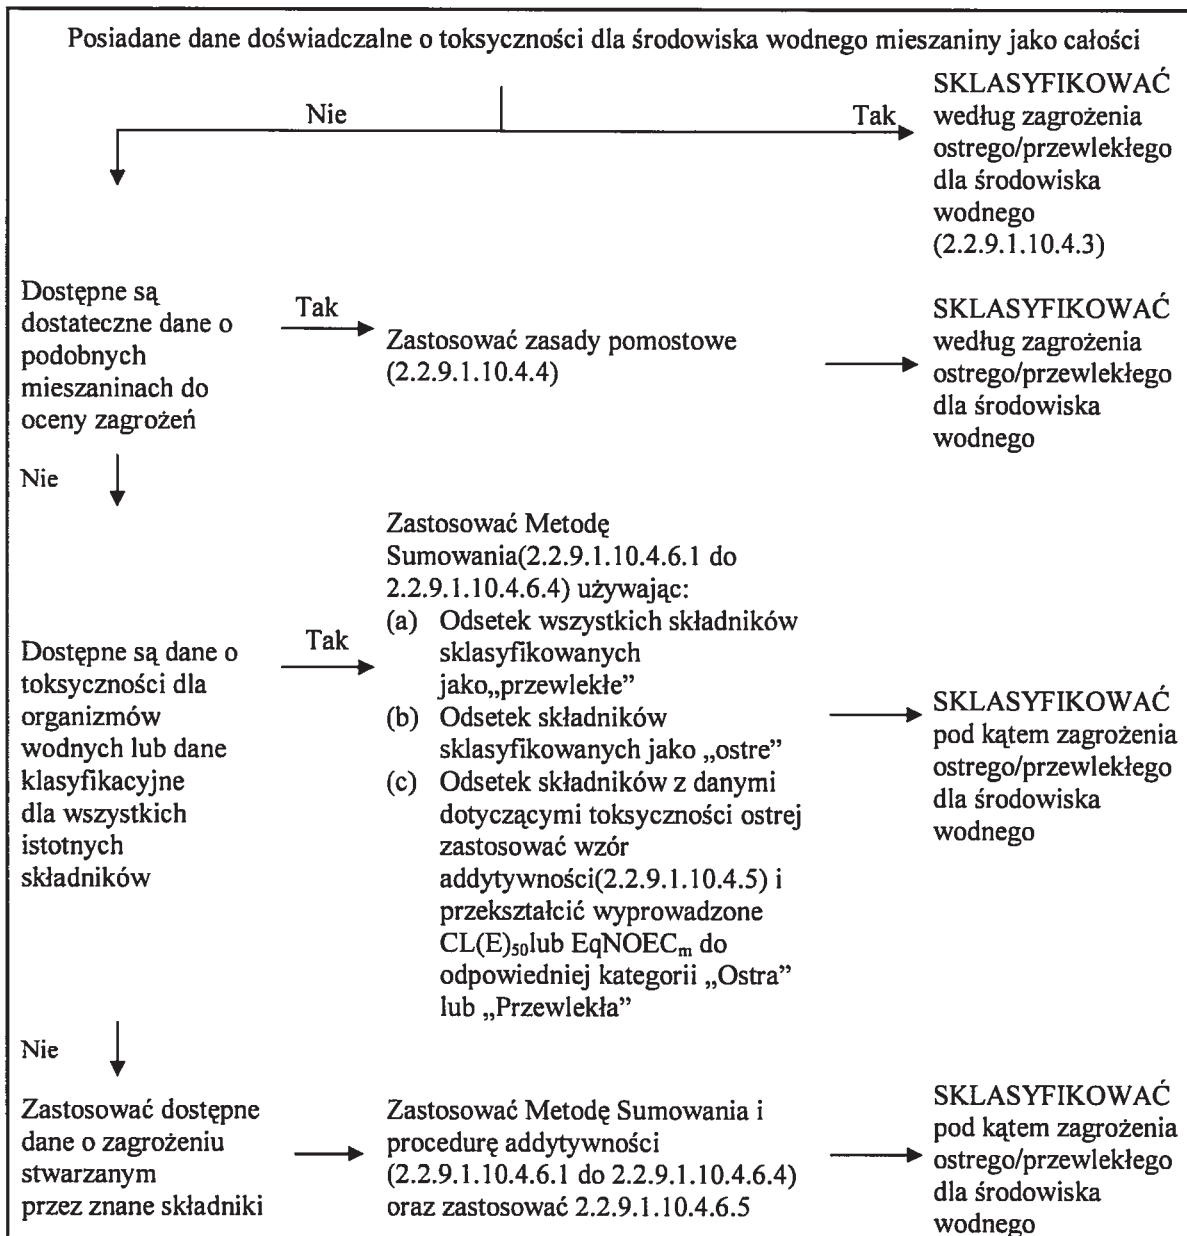 Posiadane dane doświadczalne o toksyczności dla środowiska wodnego mieszaniny jako całości
Nie
Tak
SKLASYFIKOWAĆ
według zagrożenia
ostrego/przewlekłego
dla środowiska
wodnego
(2.2.9.1.10.4.3)
Dostępne są
dostateczne dane o
podobnych
mieszaninach do
oceny zagrożeń
Tak
Zastosować zasady pomostowe
(2.2.9.1.10.4.4)
SKLASYFIKOWAĆ
według zagrożenia
ostrego/przewlekłego
dla środowiska
wodnego
Nie
Dostępne są dane o
toksyczności dla
organizmów
wodnych lub dane
klasyfikacyjne
dla wszystkich
istotnych
składników
Tak
Zastosować Metodę
Sumowania(2.2.9.1.10.4.6.1 do
2.2.9.1.10.4.6.4) używając:
(a) Odsetek wszystkich składników
sklasyfikowanych
jako„przewlekłe”
(b) Odsetek składników
sklasyfikowanych jako „ostre”
(c) Odsetek składników z danymi
dotyczącymi toksyczności ostrej
zastosować wzór
addytywności(2.2.9.1.10.4.5) i
przekształcić wyprowadzone
CL(E)₅₀lub EqNOECₘ do
odpowiedniej kategorii „Ostra”
lub „Przewlekła”
SKLASYFIKOWAĆ
pod kątem zagrożenia
ostrego/przewlekłego
dla środowiska
wodnego
Nie
Zastosować dostępne
dane o zagrożeniu
stwarzanym
przez znane składniki
Zastosować Metodę Sumowania i
procedurę addytywności
(2.2.9.1.10.4.6.1 do 2.2.9.1.10.4.6.4)
oraz zastosować 2.2.9.1.10.4.6.5
SKLASYFIKOWAĆ
pod kątem zagrożenia
ostrego/przewlekłego
dla środowiska
wodnego